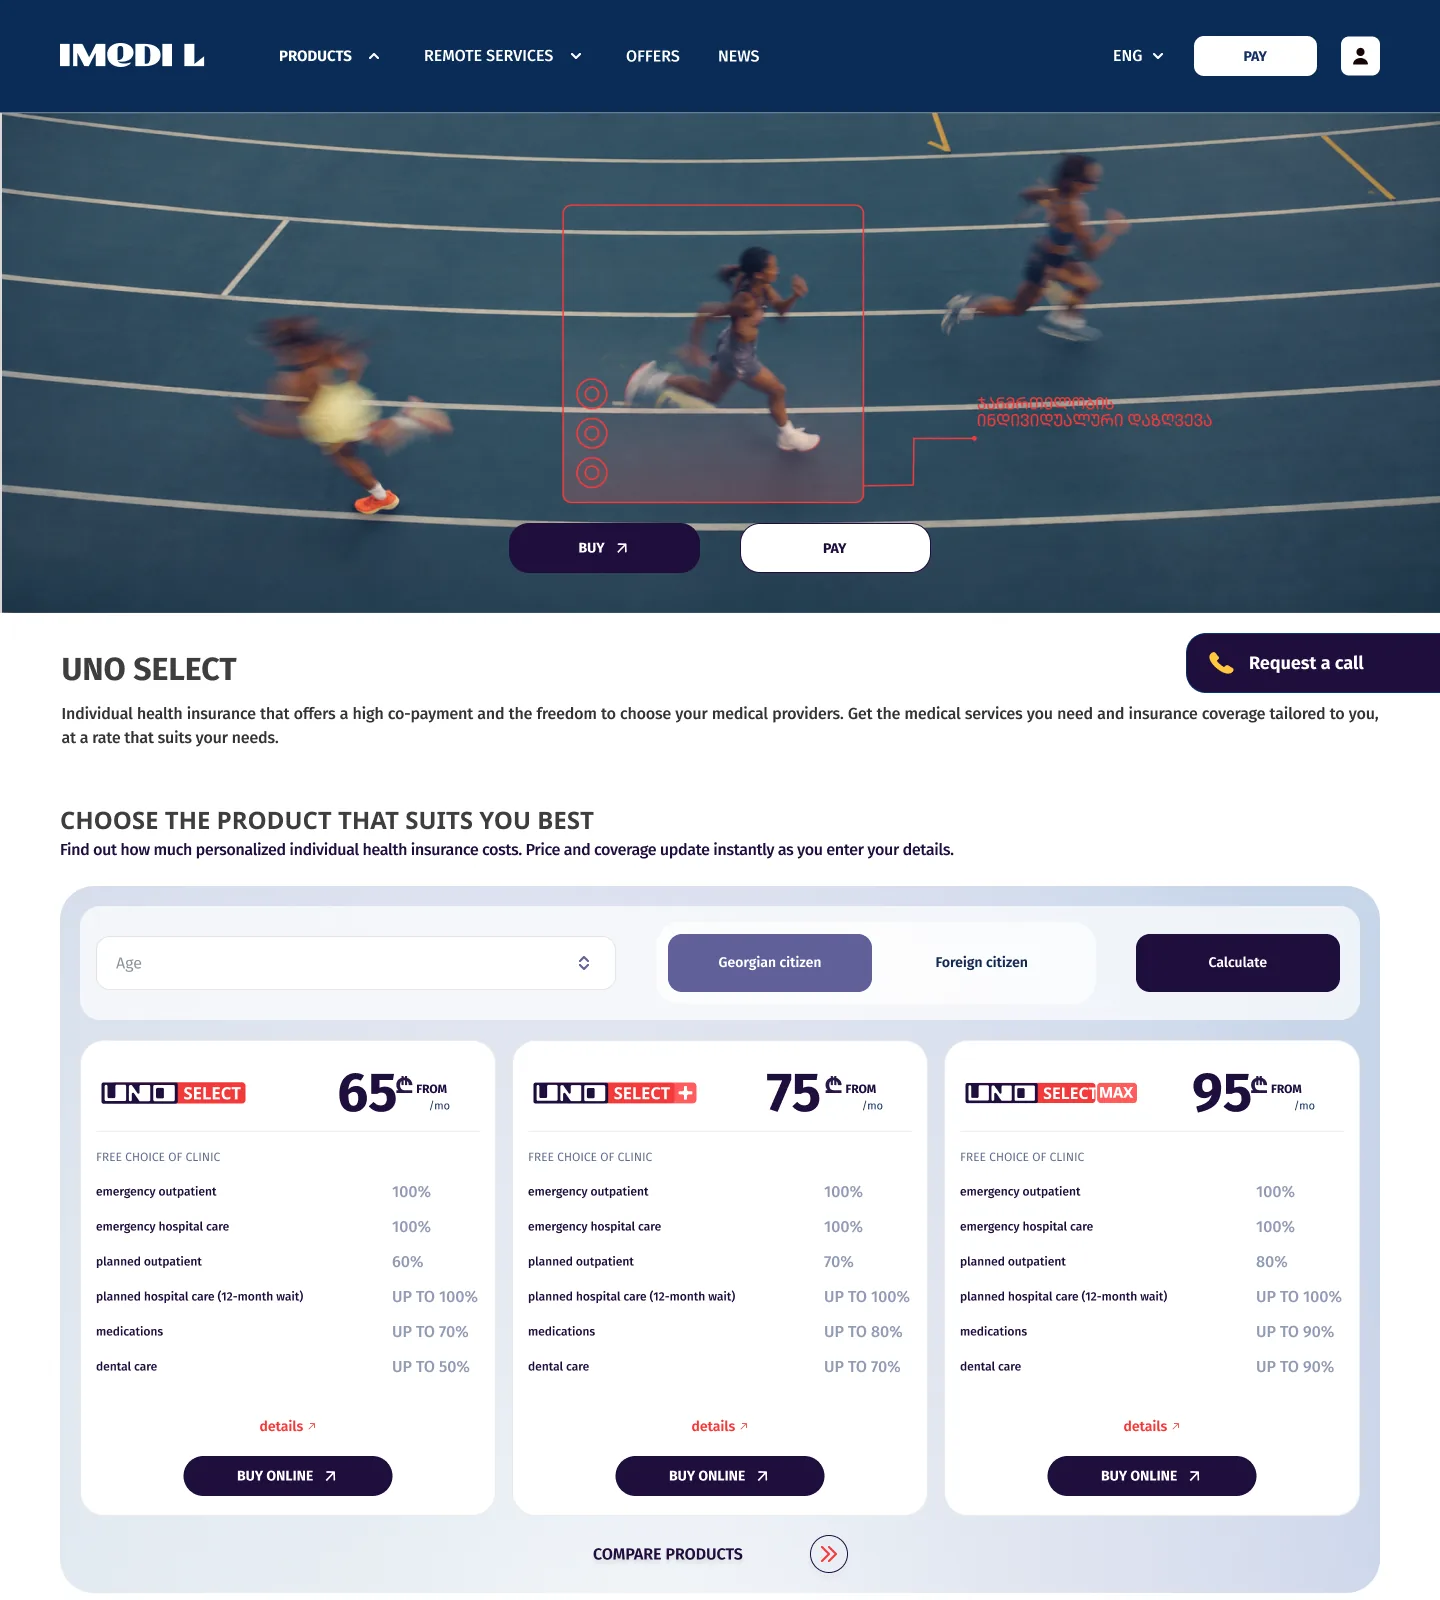 IMEDI L
PRODUCTS
REMOTE SERVICES
OFFERS
NEWS
ENG
PAY
ჯანმრთელობის
ინდივიდუალური დაზღვევა
BUY
PAY
Request a call
UNO SELECT
Individual health insurance that offers a high co-payment and the freedom to choose your medical providers. Get the medical services you need and insurance coverage tailored to you,
at a rate that suits your needs.
CHOOSE THE PRODUCT THAT SUITS YOU BEST
Find out how much personalized individual health insurance costs. Price and coverage update instantly as you enter your details.
Age
Georgian citizen
Foreign citizen
Calculate
UNO SELECT
65₾ FROM
/mo
FREE CHOICE OF CLINIC
emergency outpatient 100%
emergency hospital care 100%
planned outpatient 60%
planned hospital care (12-month wait) UP TO 100%
medications UP TO 70%
dental care UP TO 50%
details
BUY ONLINE
UNO SELECT +
75₾ FROM
/mo
FREE CHOICE OF CLINIC
emergency outpatient 100%
emergency hospital care 100%
planned outpatient 70%
planned hospital care (12-month wait) UP TO 100%
medications UP TO 80%
dental care UP TO 70%
details
BUY ONLINE
UNO SELECT MAX
95₾ FROM
/mo
FREE CHOICE OF CLINIC
emergency outpatient 100%
emergency hospital care 100%
planned outpatient 80%
planned hospital care (12-month wait) UP TO 100%
medications UP TO 90%
dental care UP TO 90%
details
BUY ONLINE
COMPARE PRODUCTS